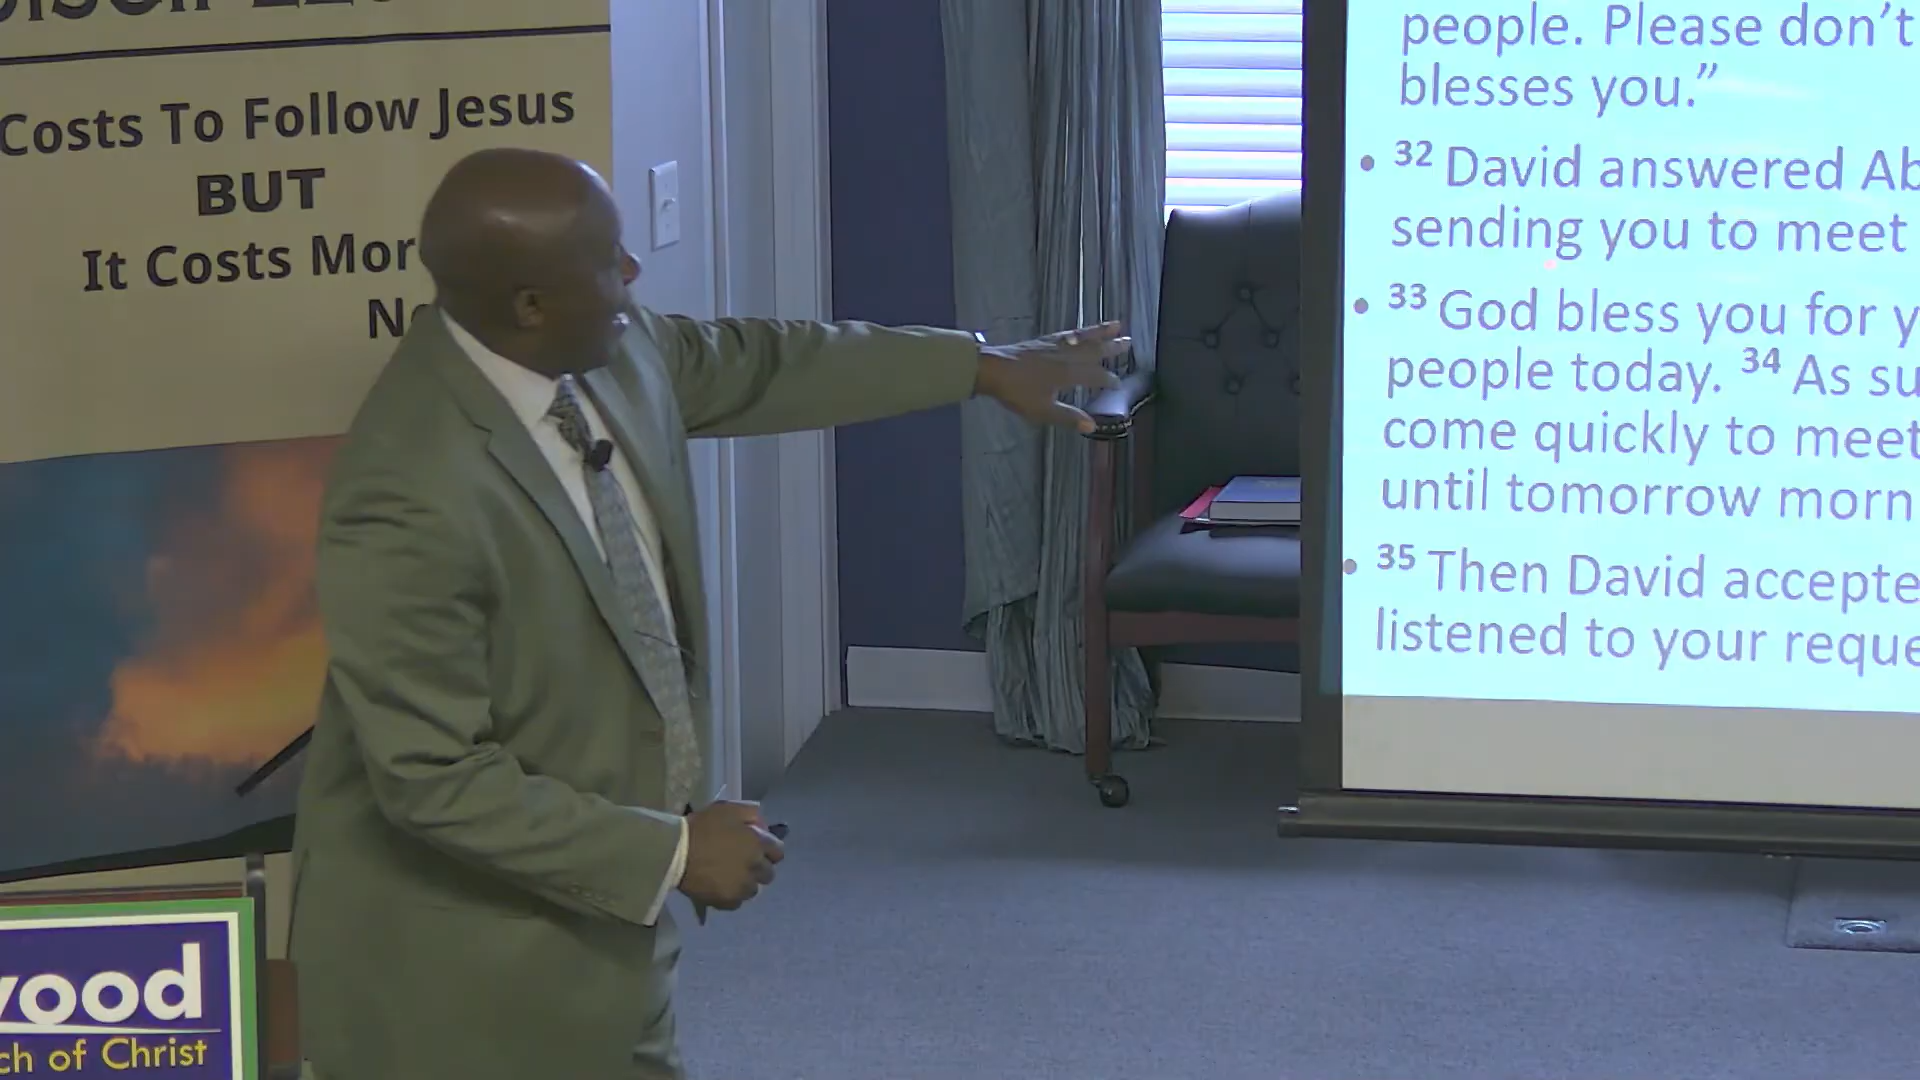 Costs To Follow Jesus
BUT
It Costs Mor
No
people. Please don't
blesses you.”
• 32 David answered Ab
sending you to meet
• 33 God bless you for y
people today. 34 As su
come quickly to meet
until tomorrow morn
• 35 Then David accepte
listened to your reque
wood
ch of Christ